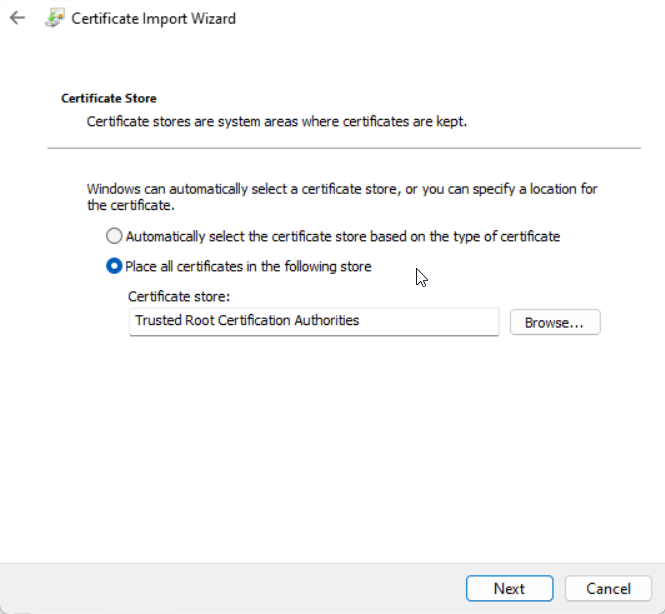 Certificate Import Wizard
Certificate Store
Certificate stores are system areas where certificates are kept.
Windows can automatically select a certificate store, or you can specify a location for
the certificate.
Automatically select the certificate store based on the type of certificate
Place all certificates in the following store
Certificate store:
Trusted Root Certification Authorities
Browse...
Next
Cancel